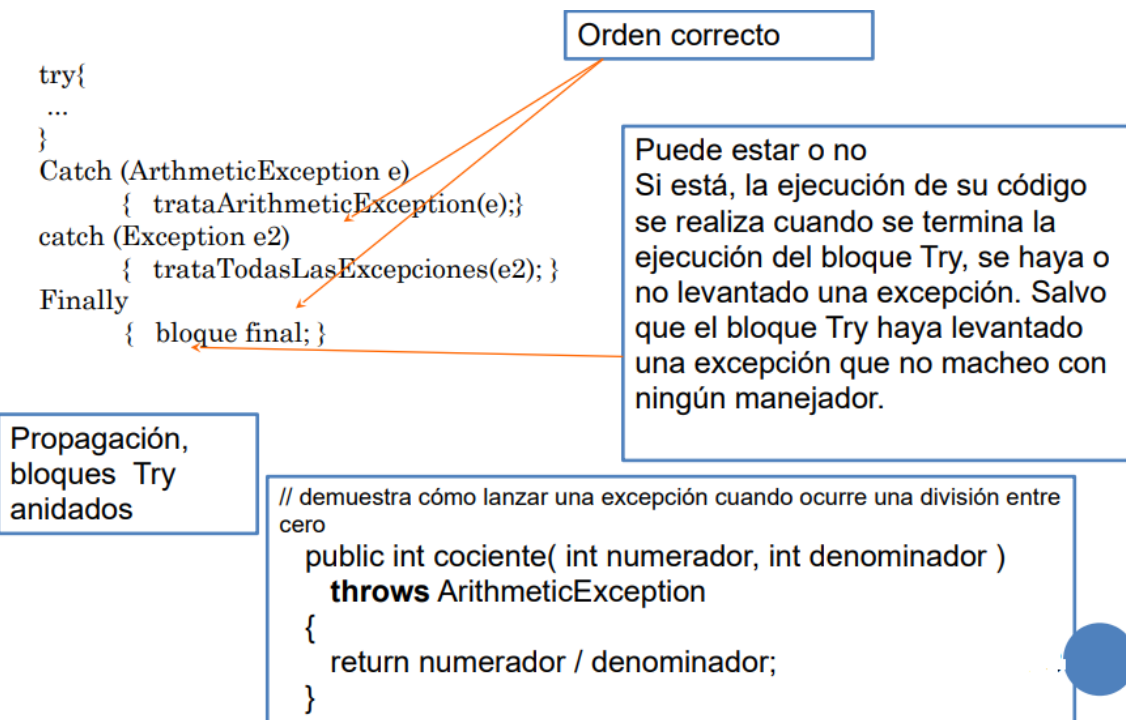 Orden correcto
try{
...
}
Catch (ArthmeticException e)
{ trataArithmeticException(e);}
catch (Exception e2)
{ trataTodasLasExcepciones(e2); }
Finally
{ bloque final; }
Puede estar o no
Si está, la ejecución de su código
se realiza cuando se termina la
ejecución del bloque Try, se haya o
no levantado una excepción. Salvo
que el bloque Try haya levantado
una excepción que no macheo con
ningún manejador.
Propagación,
bloques Try
anidados
// demuestra cómo lanzar una excepción cuando ocurre una división entre
cero
public int cociente( int numerador, int denominador )
throws ArithmeticException
{
return numerador / denominador;
}